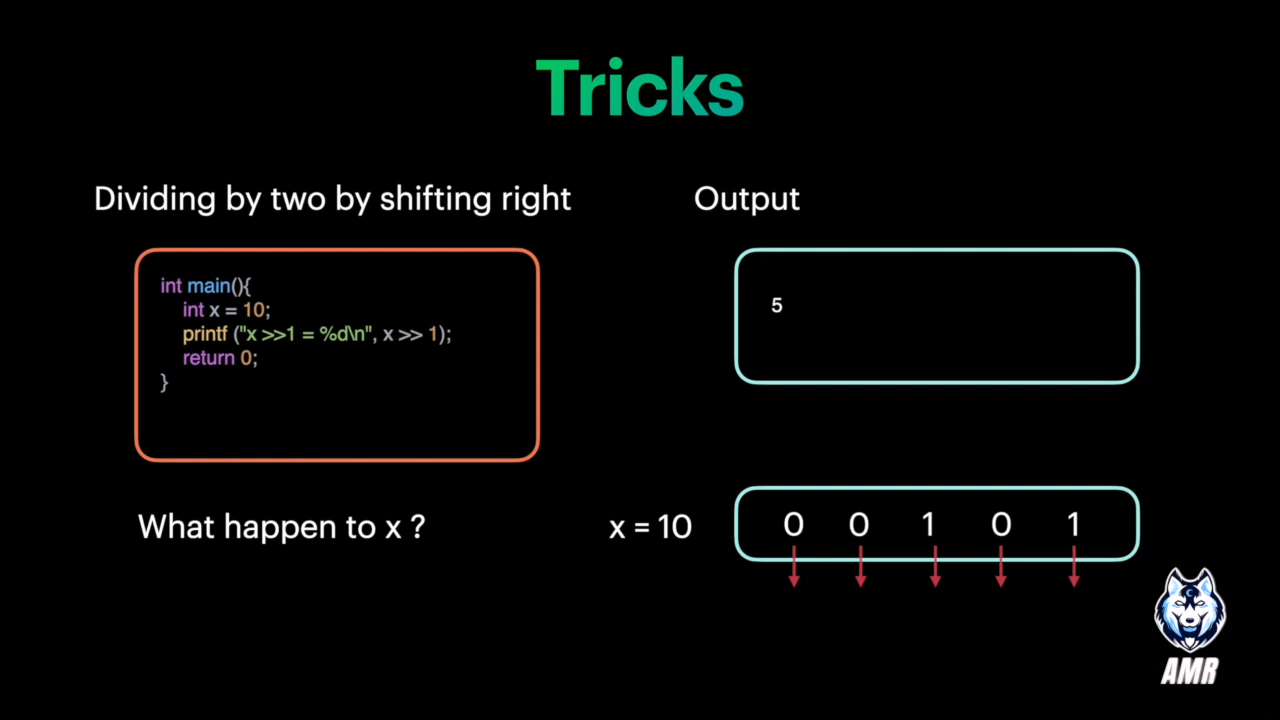 Tricks
Dividing by two by shifting right
Output
int main(){
int x = 10;
printf ("x >>1 = %d\n", x >> 1);
return 0;
}
5
What happen to x ?
x = 10
0 0 1 0 1
AMR